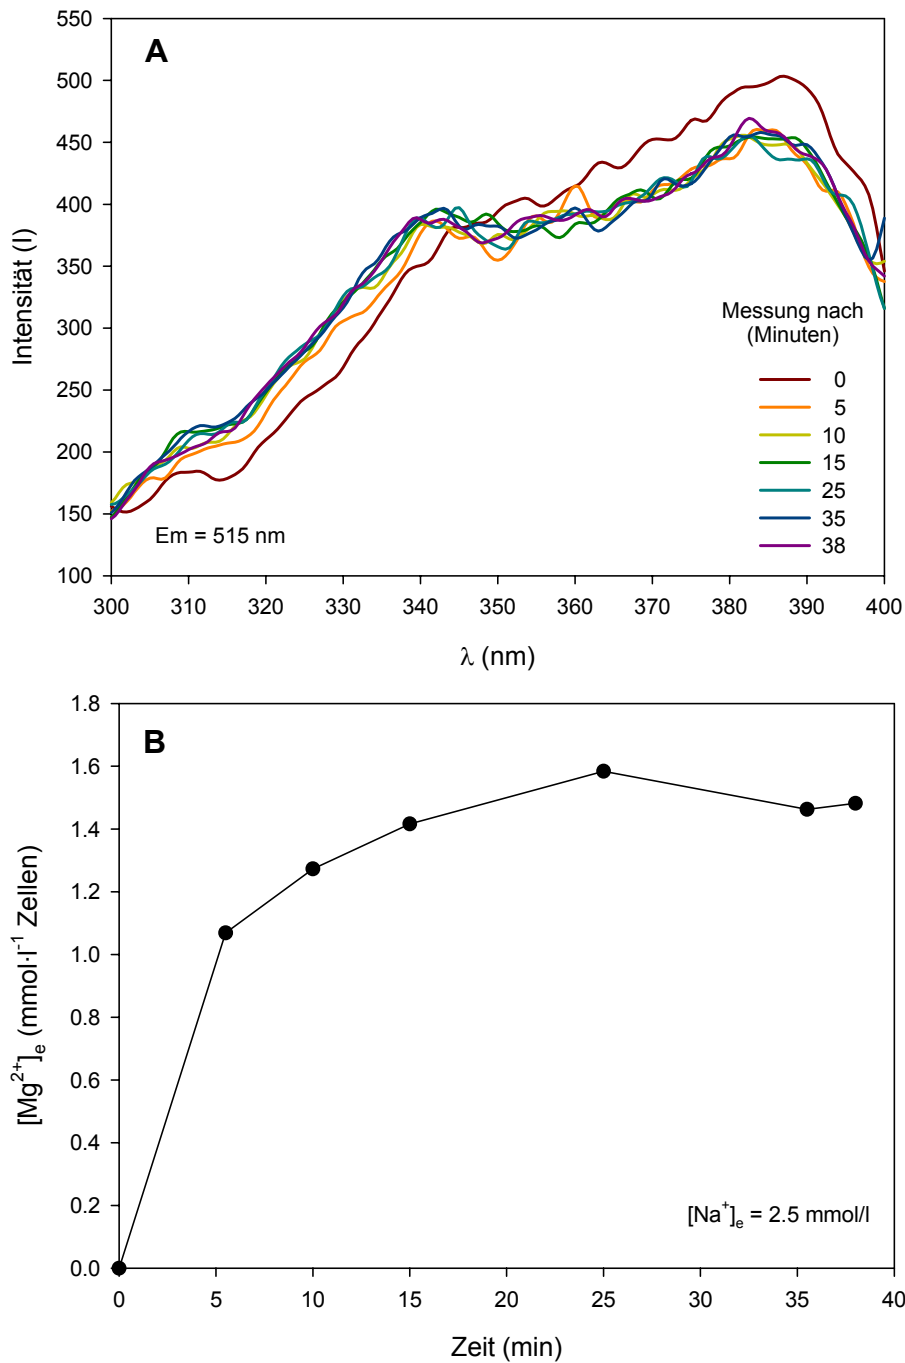 A
550
500
450
400
350
300
250
200
150
100
Intensität (I)
Messung nach
(Minuten)
0
5
10
15
25
35
38
Em = 515 nm
300 310 320 330 340 350 360 370 380 390 400
λ (nm)
B
1.8
1.6
1.4
1.2
1.0
0.8
0.6
0.4
0.2
0.0
[Mg²⁺]ₑ (mmol·l⁻¹ Zellen)
[Na⁺]ₑ = 2.5 mmol/l
0 5 10 15 20 25 30 35 40
Zeit (min)